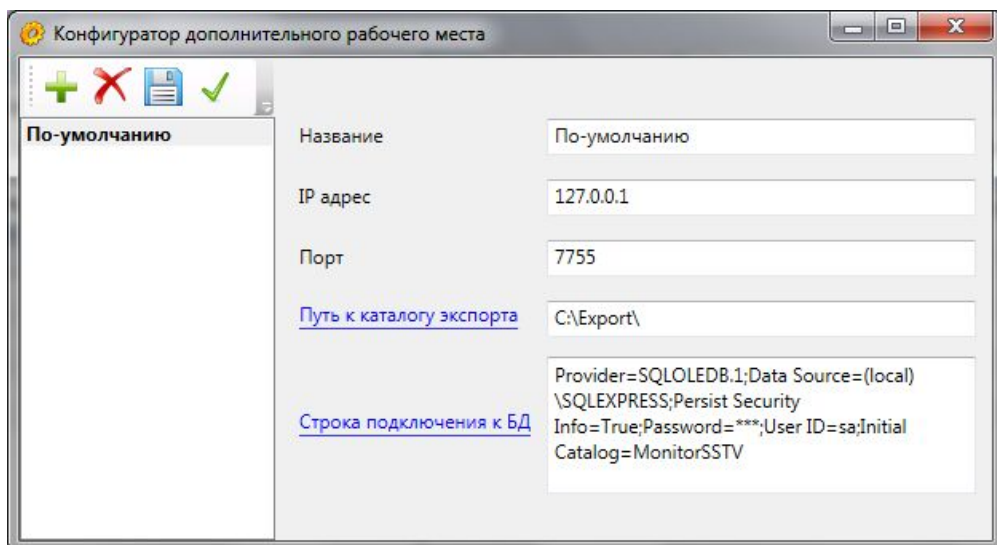 Конфигуратор дополнительного рабочего места
По-умолчанию
Название
По-умолчанию
IP адрес
127.0.0.1
Порт
7755
Путь к каталогу экспорта
C:\Export\
Строка подключения к БД
Provider=SQLOLEDB.1;Data Source=(local)
\SQLEXPRESS;Persist Security
Info=True;Password=***;User ID=sa;Initial
Catalog=MonitorSSTV